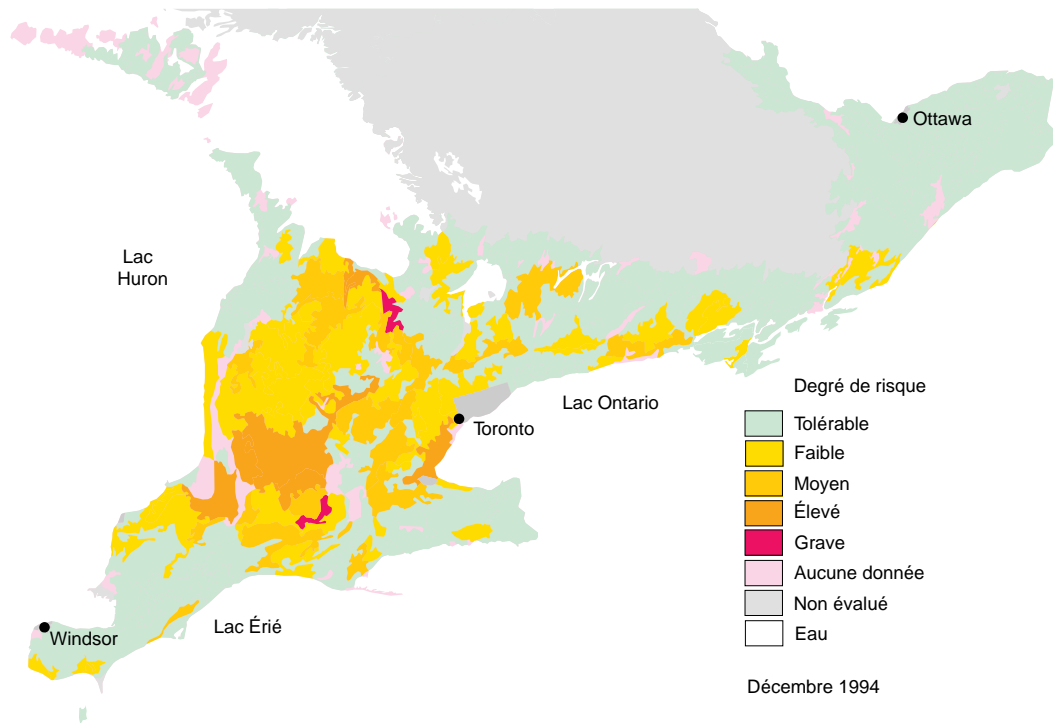 Ottawa
Lac
Huron
Lac Ontario
Toronto
Lac Érié
Windsor
Degré de risque
Tolérable
Faible
Moyen
Élevé
Grave
Aucune donnée
Non évalué
Eau
Décembre 1994